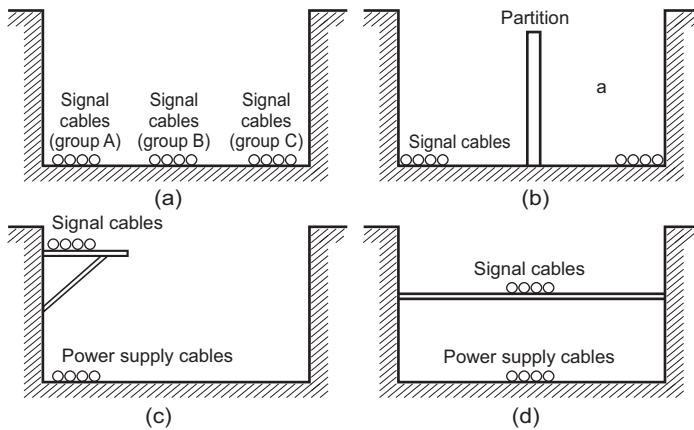 Signal
cables
(group A)
Signal
cables
(group B)
Signal
cables
(group C)
(a)
Partition
a
Signal cables
(b)
Signal cables
Power supply cables
(c)
Signal cables
Power supply cables
(d)